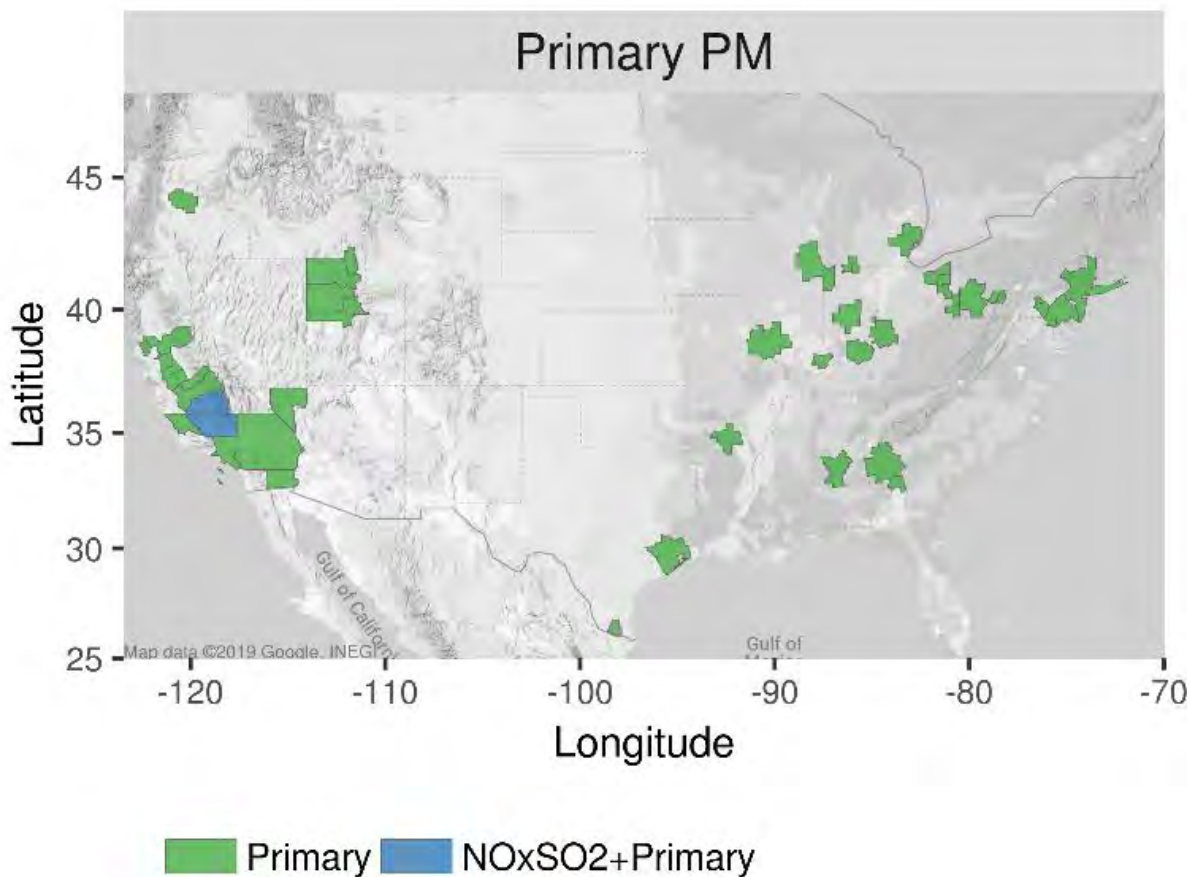 Primary PM
45
40
Latitude
35
30
25
Gulf of California
Map data ©2019 Google, INEGI
Gulf of
Mexico
-120
-110
-100
-90
-80
-70
Longitude
Primary
NOxSO2+Primary